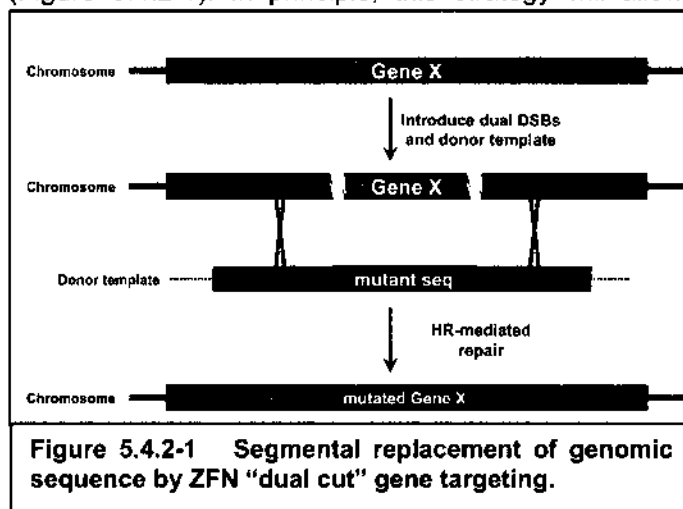 Chromosome Gene X
Introduce dual DSBs
and donor template
Chromosome Gene X
Donor template mutant seq
HR-mediated
repair
Chromosome mutated Gene X
Figure 5.4.2-1 Segmental replacement of genomic
sequence by ZFN “dual cut” gene targeting.